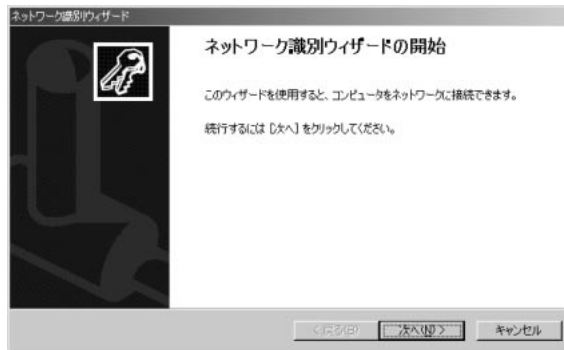 ネットワーク識別ウィザード
ネットワーク識別ウィザードの開始
このウィザードを使用すると、コンピュータをネットワークに接続できます。
続行するには [次へ] をクリックしてください。
< 戻る(B)
次へ(N) >
キャンセル